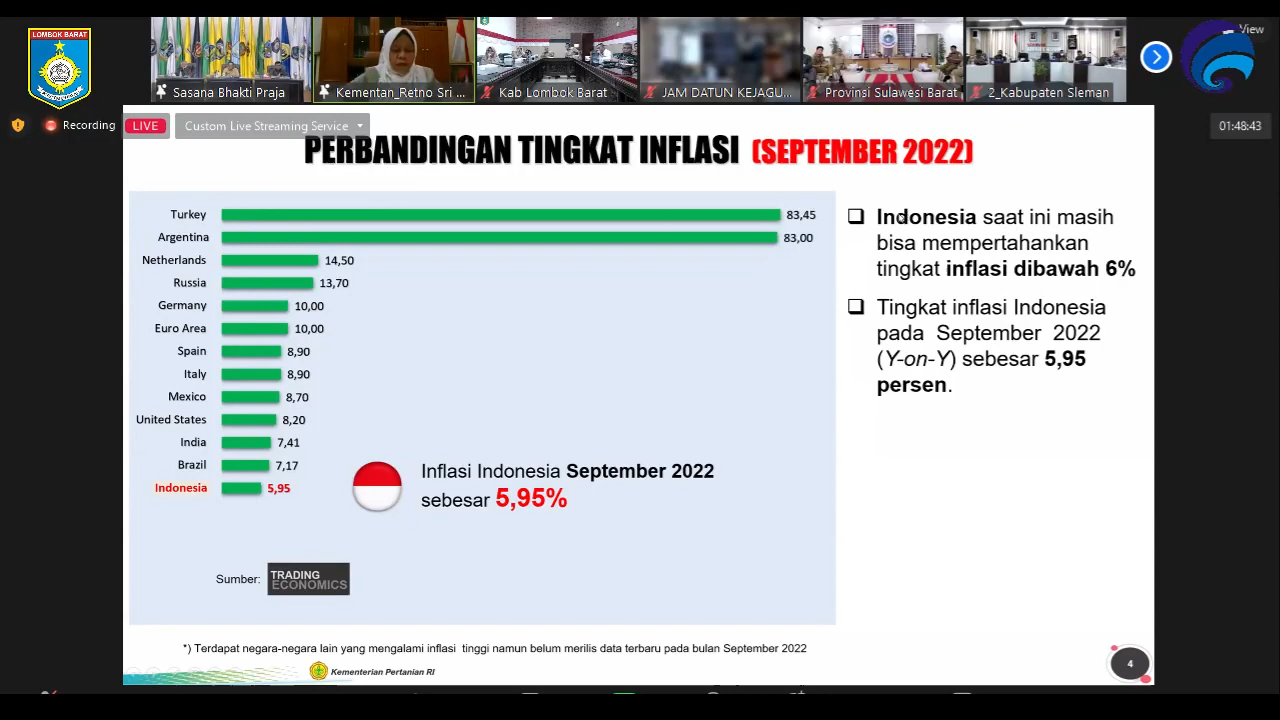 LOMBOK BARAT
View
Sasana Bhakti Praja
Kementan_Retno Sri ...
Kab Lombok Barat
JAM DATUN KEJAGU...
Provinsi Sulawesi Barat
2_Kabupaten Sleman
Recording
LIVE
Custom Live Streaming Service
01:48:43
PERBANDINGAN TINGKAT INFLASI (SEPTEMBER 2022)
Turkey 83,45
Argentina 83,00
Netherlands 14,50
Russia 13,70
Germany 10,00
Euro Area 10,00
Spain 8,90
Italy 8,90
Mexico 8,70
United States 8,20
India 7,41
Brazil 7,17
Indonesia 5,95
Inflasi Indonesia September 2022
sebesar 5,95%
Sumber:
TRADING
ECONOMICS
Indonesia saat ini masih
bisa mempertahankan
tingkat inflasi dibawah 6%
Tingkat inflasi Indonesia
pada September 2022
(Y-on-Y) sebesar 5,95
persen.
*) Terdapat negara-negara lain yang mengalami inflasi tinggi namun belum merilis data terbaru pada bulan September 2022
Kementerian Pertanian RI
4